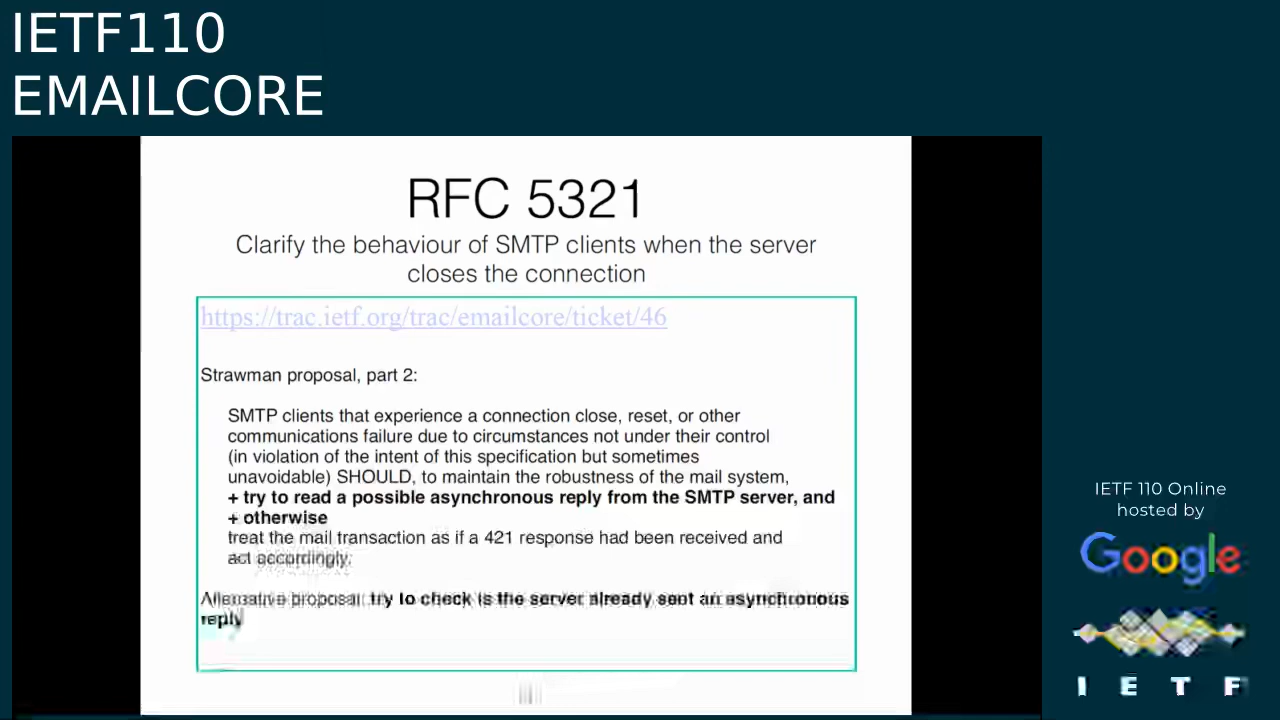 IETF110
EMAILCORE
RFC 5321
Clarify the behaviour of SMTP clients when the server
closes the connection
https://trac.ietf.org/trac/emailcore/ticket/46
Strawman proposal, part 2:
SMTP clients that experience a connection close, reset, or other
communications failure due to circumstances not under their control
(in violation of the intent of this specification but sometimes
unavoidable) SHOULD, to maintain the robustness of the mail system,
+ try to read a possible asynchronous reply from the SMTP server, and
+ otherwise
treat the mail transaction as if a 421 response had been received and
act accordingly.
Alternative proposal: try to check is the server already sent an asynchronous
reply
IETF 110 Online
hosted by
Google
I E T F